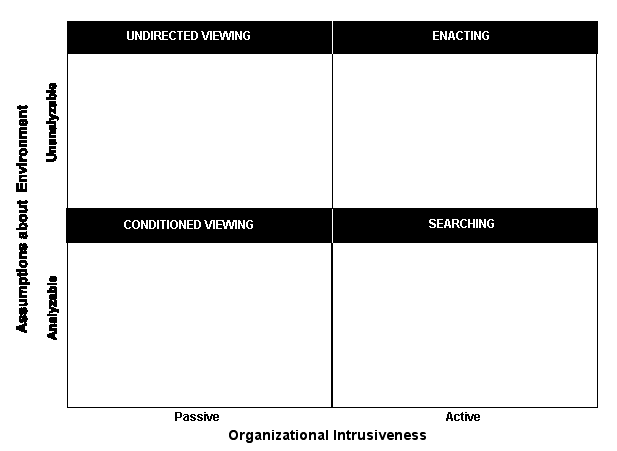 UNDIRECTED VIEWING
ENACTING
Unanalyzable
Assumptions about Environment
CONDITIONED VIEWING
SEARCHING
Analyzable
Passive
Active
Organizational Intrusiveness